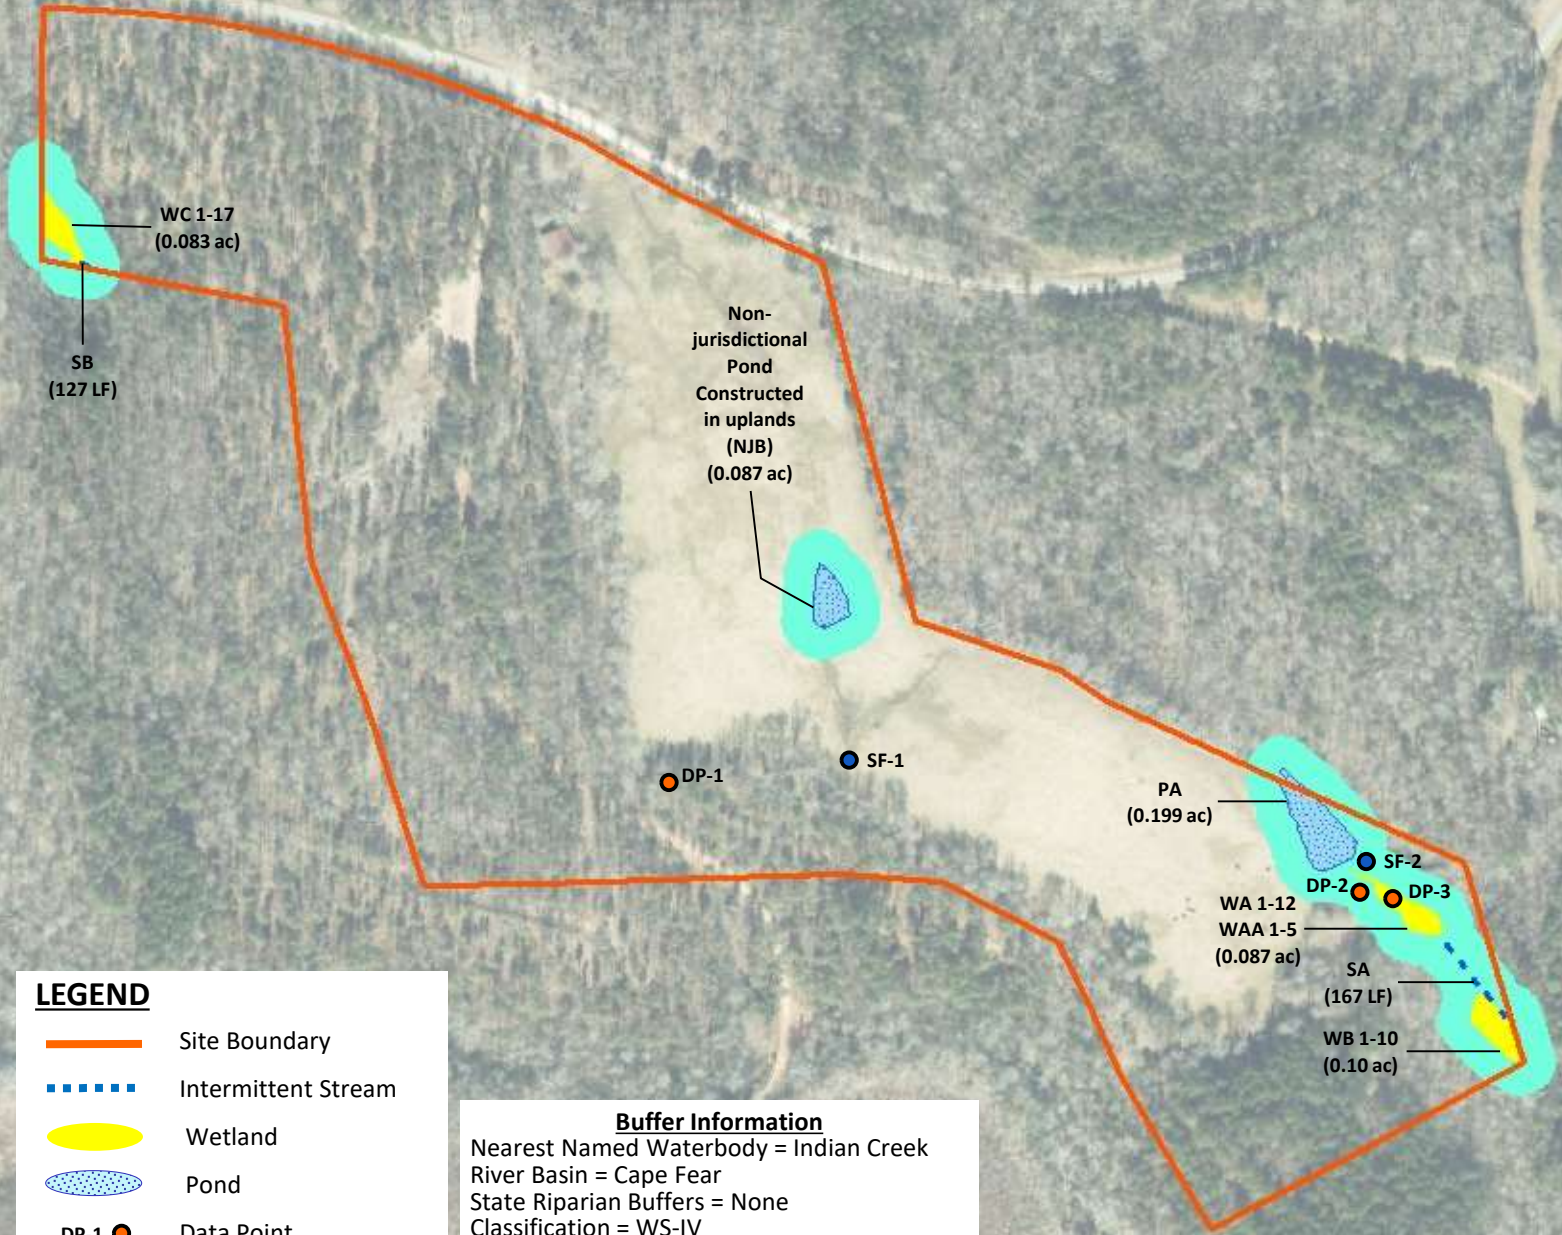 WC 1-17
(0.083 ac)
SB
(127 LF)
Non-
jurisdictional
Pond
Constructed
in uplands
(NJB)
(0.087 ac)
SF-1
DP-1
PA
(0.199 ac)
SF-2
DP-2
DP-3
WA 1-12
WAA 1-5
(0.087 ac)
SA
(167 LF)
WB 1-10
(0.10 ac)
LEGEND
Site Boundary
Intermittent Stream
Wetland
Pond
DP-1 Data Point
Buffer Information
Nearest Named Waterbody = Indian Creek
River Basin = Cape Fear
State Riparian Buffers = None
Classification = WS-IV